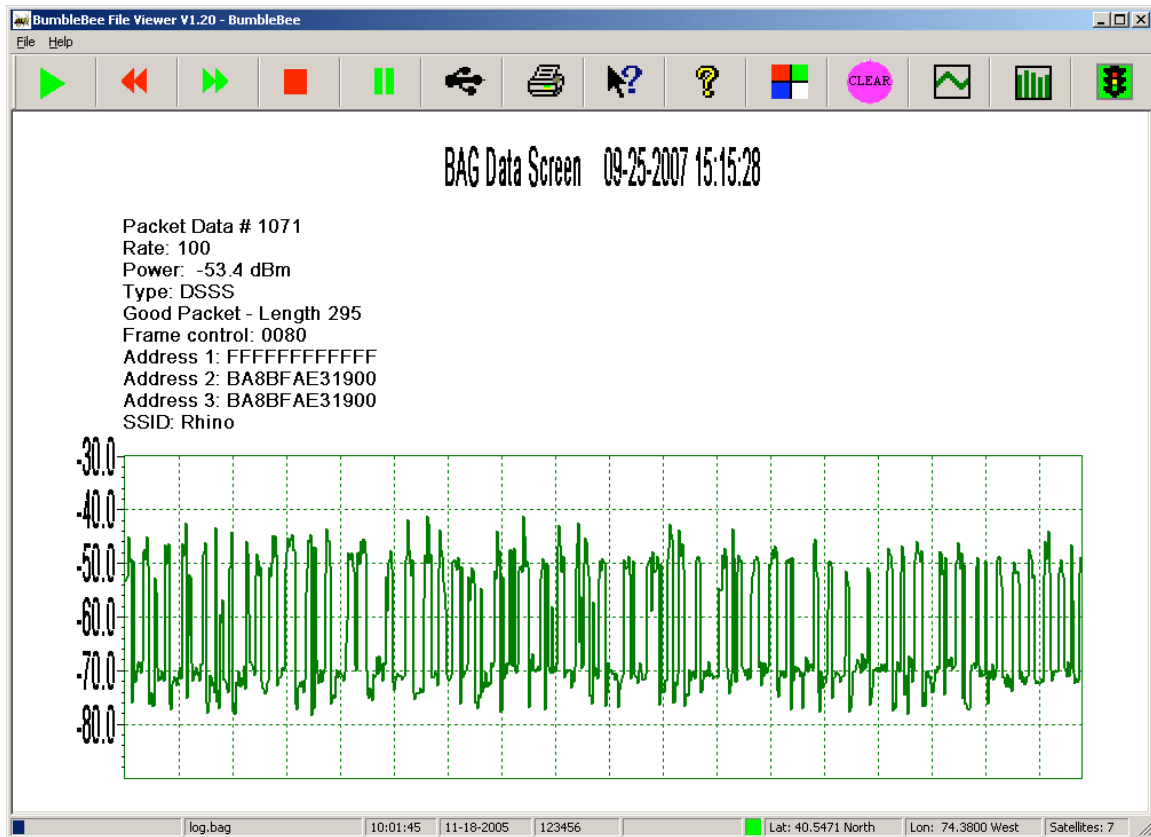 BumbleBee File Viewer V1.20 - BumbleBee
File Help
CLEAR
BAG Data Screen 09-25-2007 15:15:28
Packet Data # 1071
Rate: 100
Power: -53.4 dBm
Type: DSSS
Good Packet - Length 295
Frame control: 0080
Address 1: FFFFFFFFFFFF
Address 2: BA8BFAE31900
Address 3: BA8BFAE31900
SSID: Rhino
-30.0
-40.0
-50.0
-60.0
-70.0
-80.0
log.bag 10:01:45 11-18-2005 123456 Lat: 40.5471 North Lon: 74.3800 West Satellites: 7